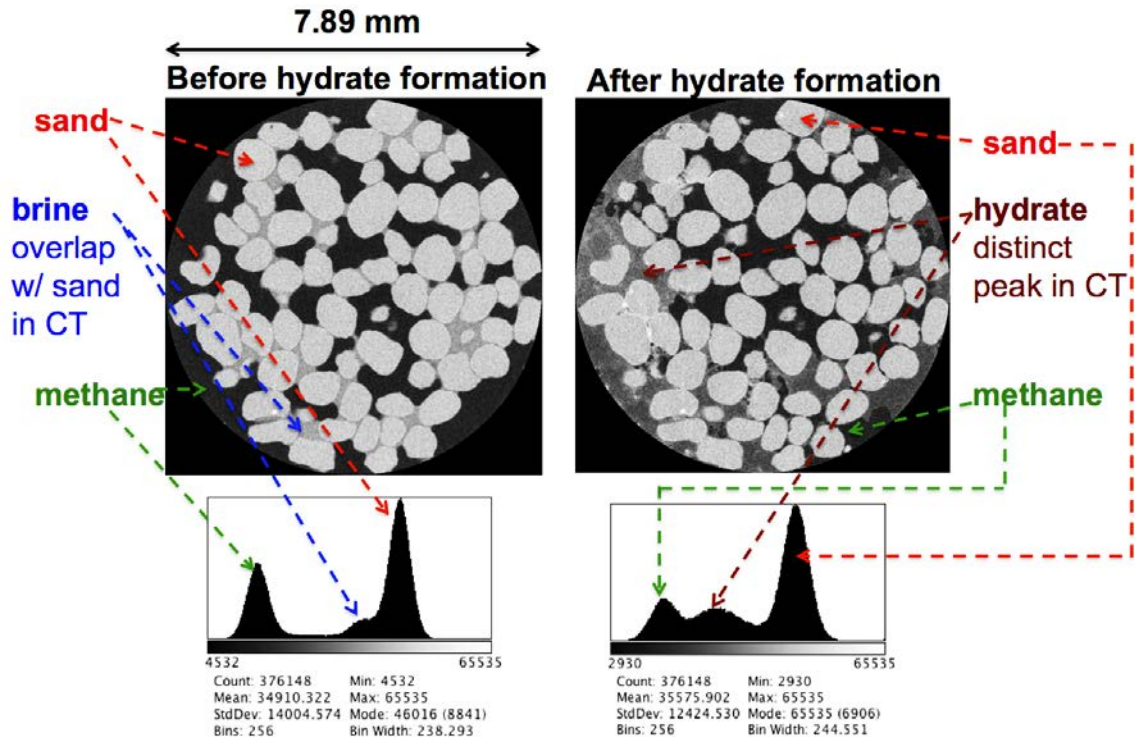 7.89 mm
Before hydrate formation
After hydrate formation
sand
brine
overlap
w/ sand
in CT
methane
sand
hydrate
distinct
peak in CT
methane
4532 65535
Count: 376148 Min: 4532
Mean: 34910.322 Max: 65535
StdDev: 14004.574 Mode: 46016 (8841)
Bins: 256 Bin Width: 238.293
2930 65535
Count: 376148 Min: 2930
Mean: 35575.902 Max: 65535
StdDev: 12424.530 Mode: 65535 (6906)
Bins: 256 Bin Width: 244.551